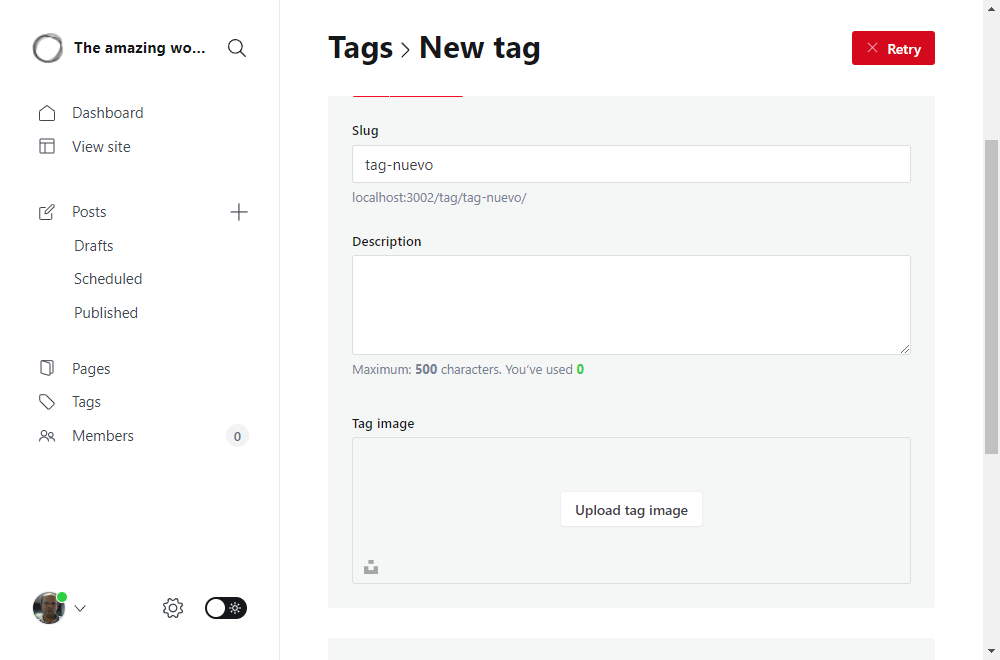 The amazing wo...
Dashboard
View site
Posts
Drafts
Scheduled
Published
Pages
Tags
Members
0
Tags > New tag
Retry
Slug
tag-nuevo
localhost:3002/tag/tag-nuevo/
Description
Maximum: 500 characters. You’ve used 0
Tag image
Upload tag image